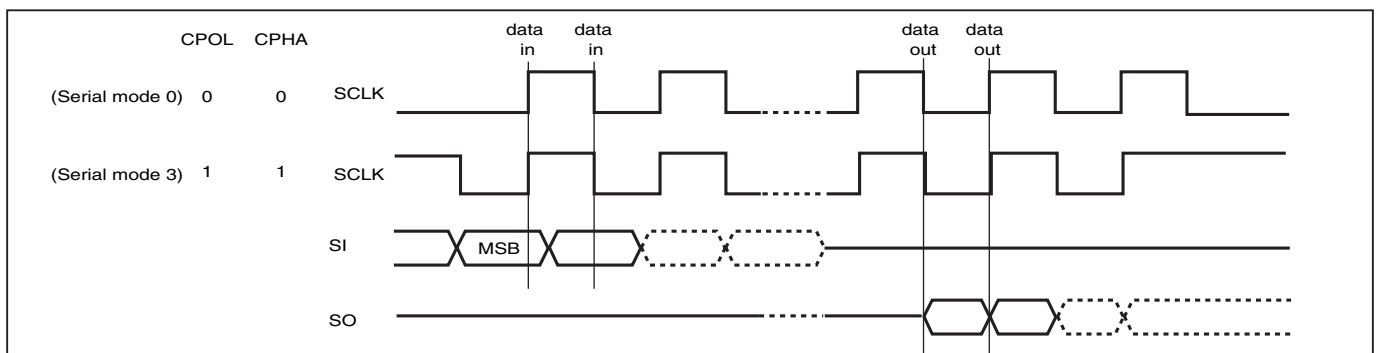 CPOL CPHA
data in
data in
data out
data out
(Serial mode 0) 0 0 SCLK
(Serial mode 3) 1 1 SCLK
SI MSB
SO